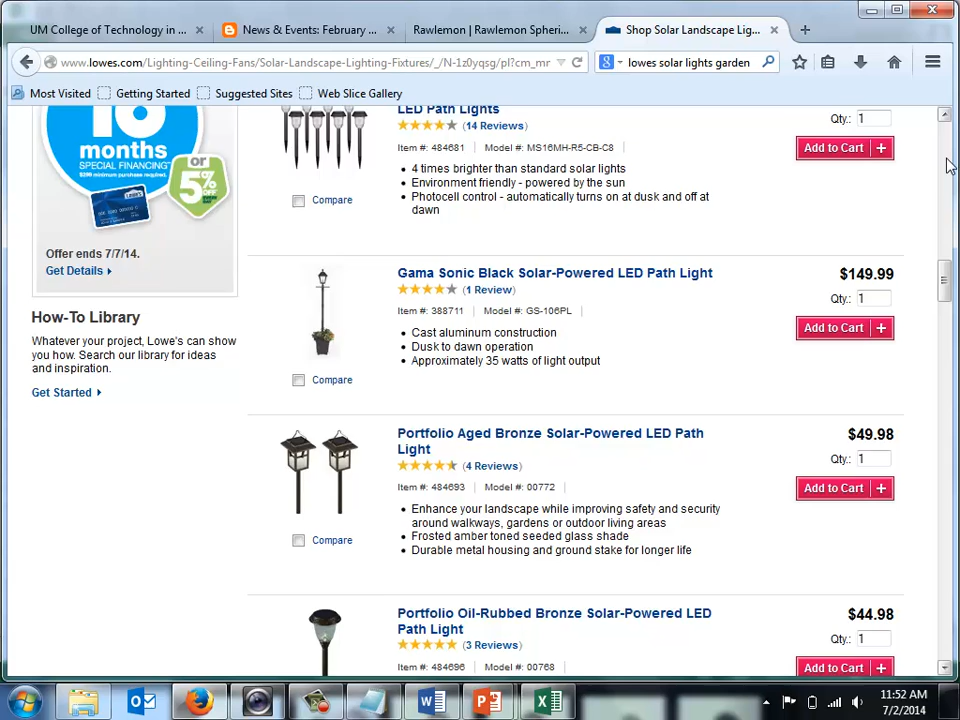 UM College of Technology in ...
News & Events: February ...
Rawlemon | Rawlemon Spheri...
Shop Solar Landscape Lig...
www.lowes.com/Lighting-Ceiling-Fans/Solar-Landscape-Lighting-Fixtures/_/N-1z0yqsg/pl?cm_mr
lowes solar lights garden
Most Visited
Getting Started
Suggested Sites
Web Slice Gallery
months
SPECIAL FINANCING
or
5%
OFF
Offer ends 7/7/14.
Get Details
How-To Library
Whatever your project, Lowe's can show
you how. Search our library for ideas
and inspiration.
Get Started
LED Path Lights
(14 Reviews)
Item #: 484681 | Model #: MS16MH-R5-CB-C8 |
4 times brighter than standard solar lights
Environment friendly - powered by the sun
Photocell control - automatically turns on at dusk and off at
dawn
Compare
Qty.: 1
Add to Cart +
Gama Sonic Black Solar-Powered LED Path Light
(1 Review)
Item #: 388711 | Model #: GS-106PL |
Cast aluminum construction
Dusk to dawn operation
Approximately 35 watts of light output
Compare
$149.99
Qty.: 1
Add to Cart +
Portfolio Aged Bronze Solar-Powered LED Path
Light
(4 Reviews)
Item #: 484693 | Model #: 00772 |
Enhance your landscape while improving safety and security
around walkways, gardens or outdoor living areas
Frosted amber toned seeded glass shade
Durable metal housing and ground stake for longer life
Compare
$49.98
Qty.: 1
Add to Cart +
Portfolio Oil-Rubbed Bronze Solar-Powered LED
Path Light
(3 Reviews)
Item #: 484696 | Model #: 00768 |
$44.98
Qty.: 1
Add to Cart +
11:52 AM
7/2/2014